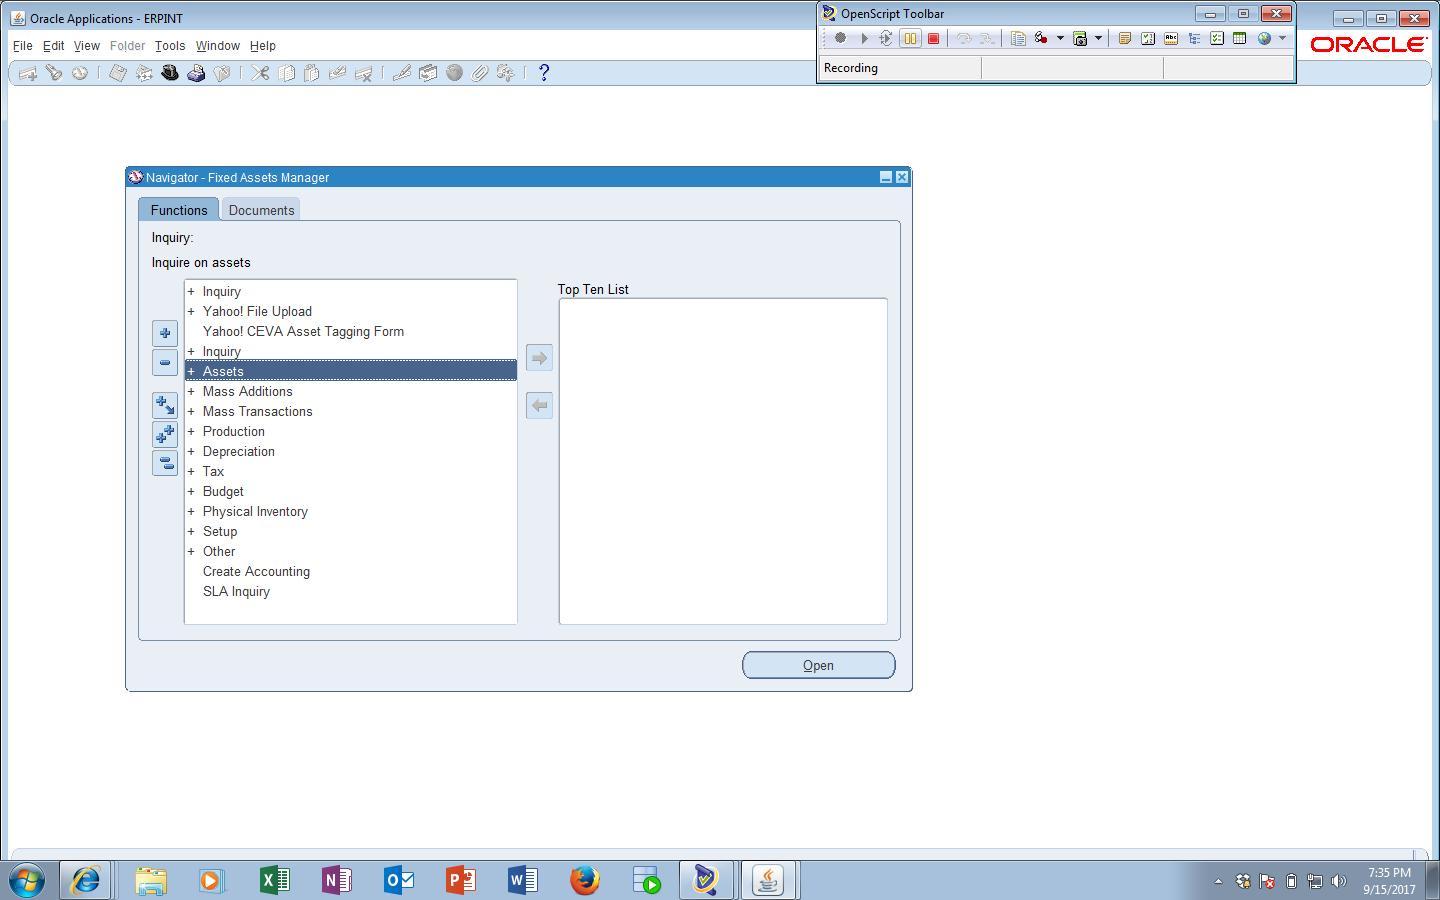 Oracle Applications - ERPINT
OpenScript Toolbar
File Edit View Folder Tools Window Help
ORACLE
Recording
Navigator - Fixed Assets Manager
Functions Documents
Inquiry:
Inquire on assets
Top Ten List
+ Inquiry
+ Yahoo! File Upload
Yahoo! CEVA Asset Tagging Form
+ Inquiry
+ Assets
+ Mass Additions
+ Mass Transactions
+ Production
+ Depreciation
+ Tax
+ Budget
+ Physical Inventory
+ Setup
+ Other
Create Accounting
SLA Inquiry
Open
7:35 PM
9/15/2017